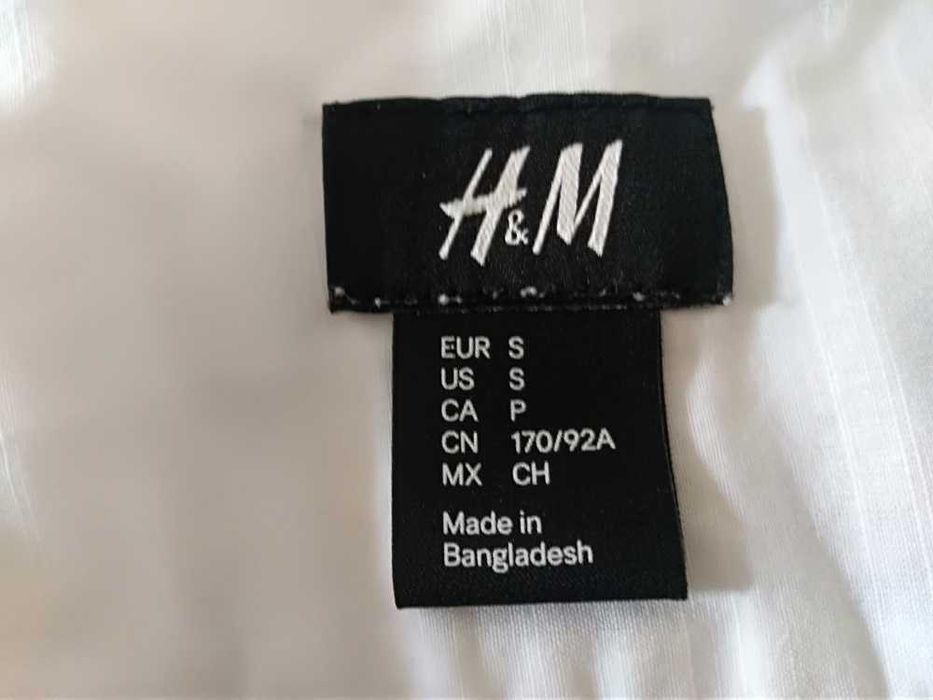 H&M
EUR S
US S
CA P
CN 170/92A
MX CH
Made in
Bangladesh